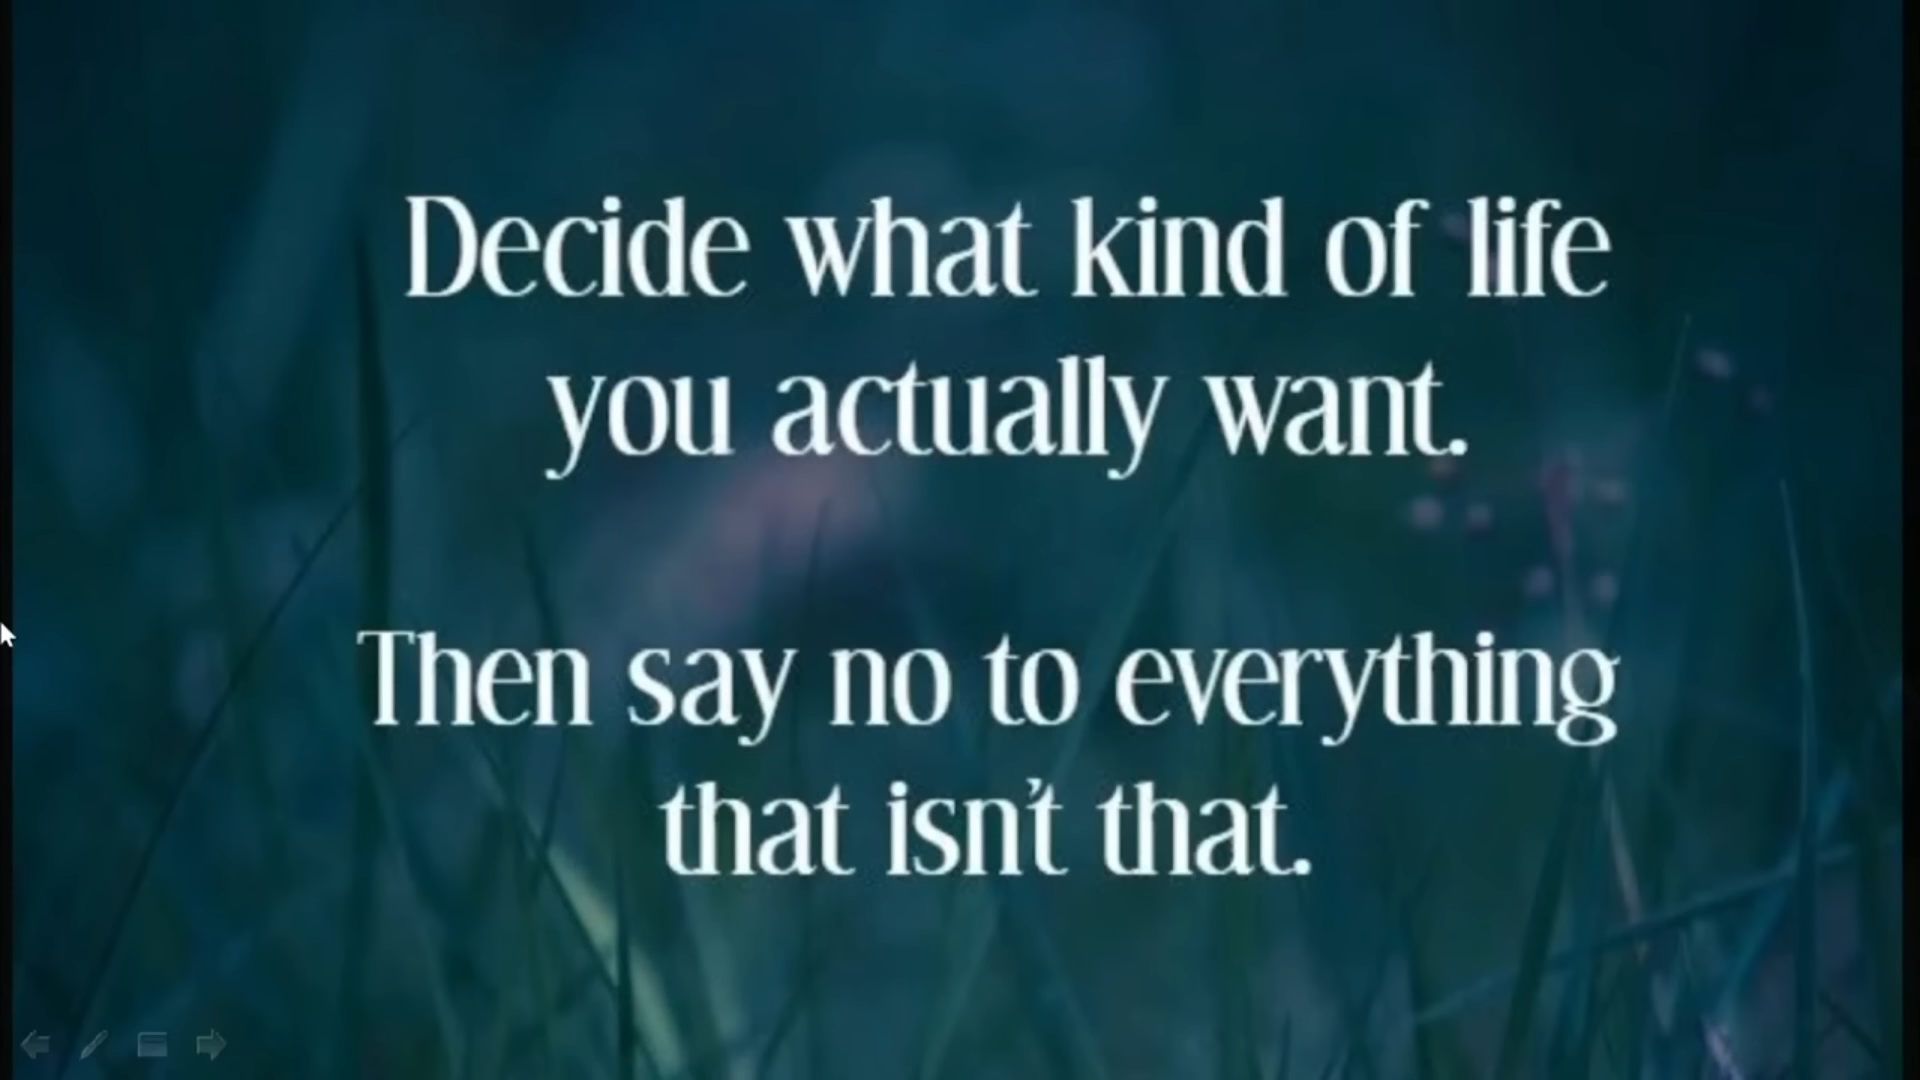 Decide what kind of life
you actually want.
Then say no to everything
that isn't that.